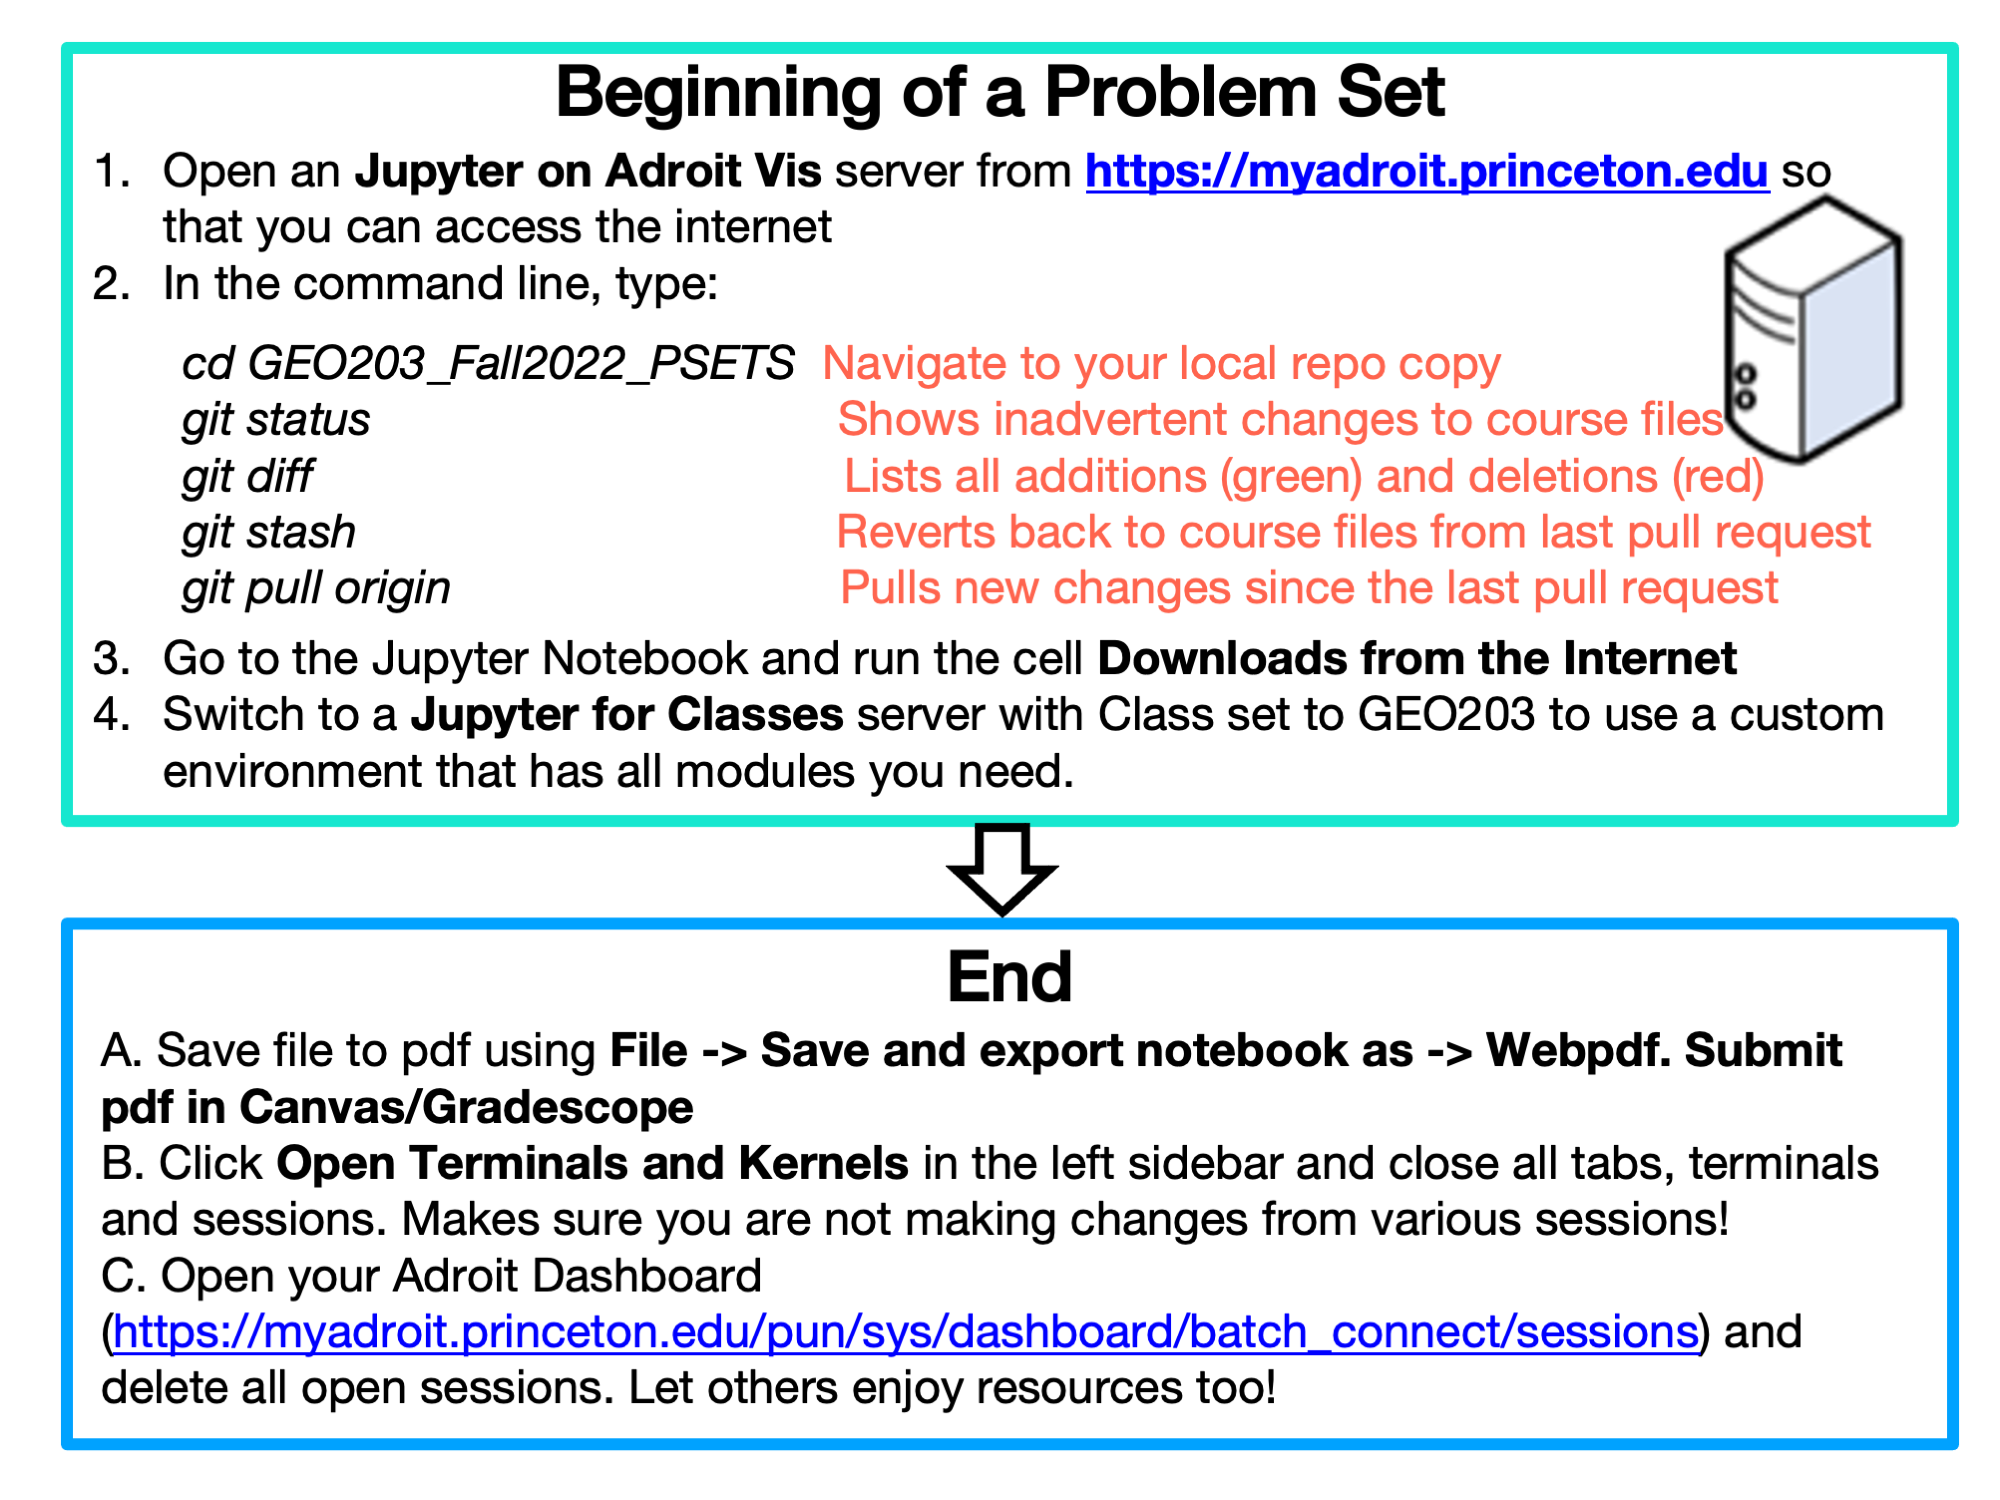 Beginning of a Problem Set
1. Open an Jupyter on Adroit Vis server from https://myadroit.princeton.edu so
that you can access the internet
2. In the command line, type:
cd GEO203_Fall2022_PSETS Navigate to your local repo copy
git status Shows inadvertent changes to course files
git diff Lists all additions (green) and deletions (red)
git stash Reverts back to course files from last pull request
git pull origin Pulls new changes since the last pull request
3. Go to the Jupyter Notebook and run the cell Downloads from the Internet
4. Switch to a Jupyter for Classes server with Class set to GEO203 to use a custom
environment that has all modules you need.
End
A. Save file to pdf using File -> Save and export notebook as -> Webpdf. Submit
pdf in Canvas/Gradescope
B. Click Open Terminals and Kernels in the left sidebar and close all tabs, terminals
and sessions. Makes sure you are not making changes from various sessions!
C. Open your Adroit Dashboard
(https://myadroit.princeton.edu/pun/sys/dashboard/batch_connect/sessions) and
delete all open sessions. Let others enjoy resources too!